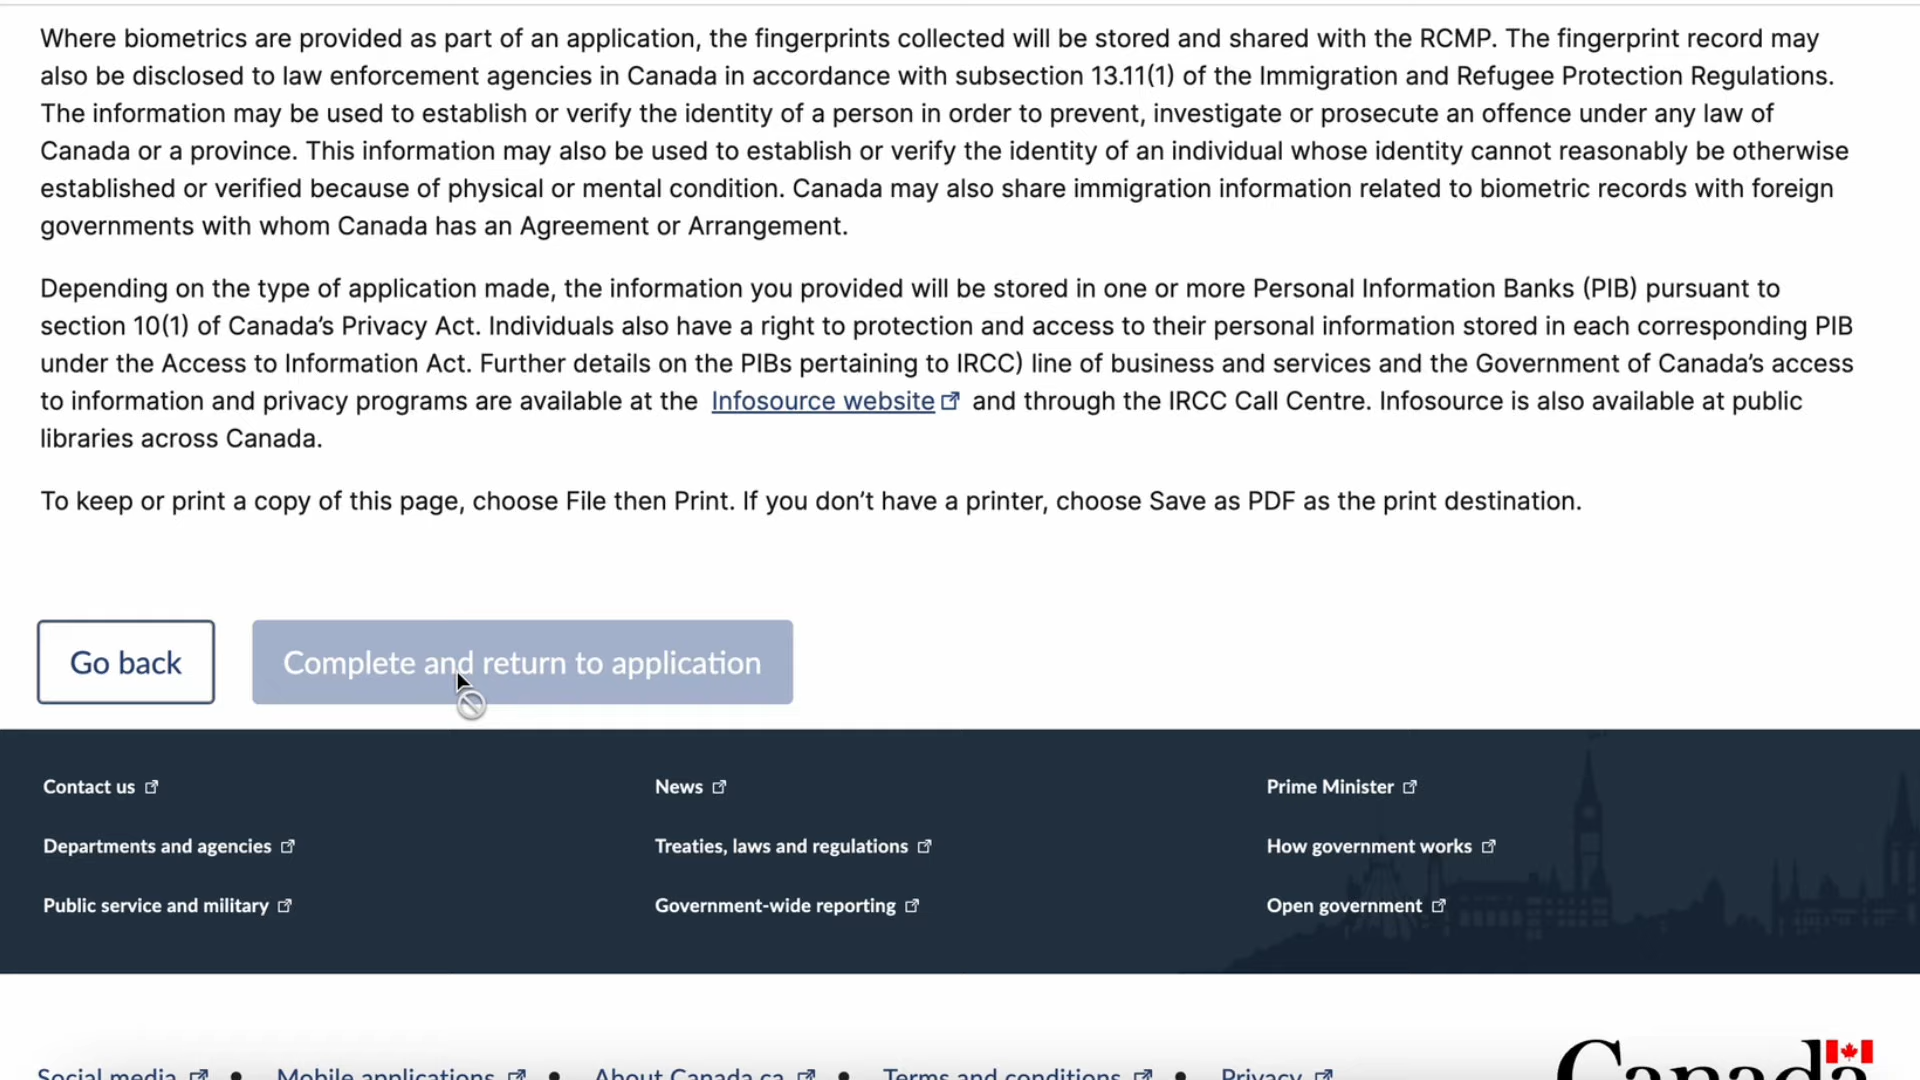 Where biometrics are provided as part of an application, the fingerprints collected will be stored and shared with the RCMP. The fingerprint record may
also be disclosed to law enforcement agencies in Canada in accordance with subsection 13.11(1) of the Immigration and Refugee Protection Regulations.
The information may be used to establish or verify the identity of a person in order to prevent, investigate or prosecute an offence under any law of
Canada or a province. This information may also be used to establish or verify the identity of an individual whose identity cannot reasonably be otherwise
established or verified because of physical or mental condition. Canada may also share immigration information related to biometric records with foreign
governments with whom Canada has an Agreement or Arrangement.
Depending on the type of application made, the information you provided will be stored in one or more Personal Information Banks (PIB) pursuant to
section 10(1) of Canada’s Privacy Act. Individuals also have a right to protection and access to their personal information stored in each corresponding PIB
under the Access to Information Act. Further details on the PIBs pertaining to IRCC) line of business and services and the Government of Canada’s access
to information and privacy programs are available at the Infosource website and through the IRCC Call Centre. Infosource is also available at public
libraries across Canada.
To keep or print a copy of this page, choose File then Print. If you don’t have a printer, choose Save as PDF as the print destination.
Go back
Complete and return to application
Contact us
News
Prime Minister
Departments and agencies
Treaties, laws and regulations
How government works
Public service and military
Government-wide reporting
Open government
Social media • Mobile applications • About Canada.ca • Terms and conditions • Privacy
Canada